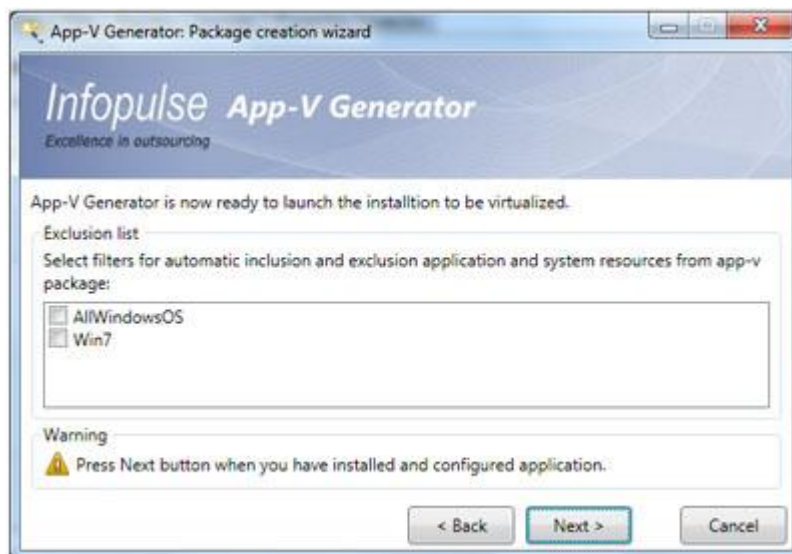 App-V Generator: Package creation wizard
Infopulse App-V Generator
Excellence in outsourcing
App-V Generator is now ready to launch the installtion to be virtualized.
Exclusion list
Select filters for automatic inclusion and exclusion application and system resources from app-v
package:
AllWindowsOS
Win7
Warning
Press Next button when you have installed and configured application.
< Back Next > Cancel